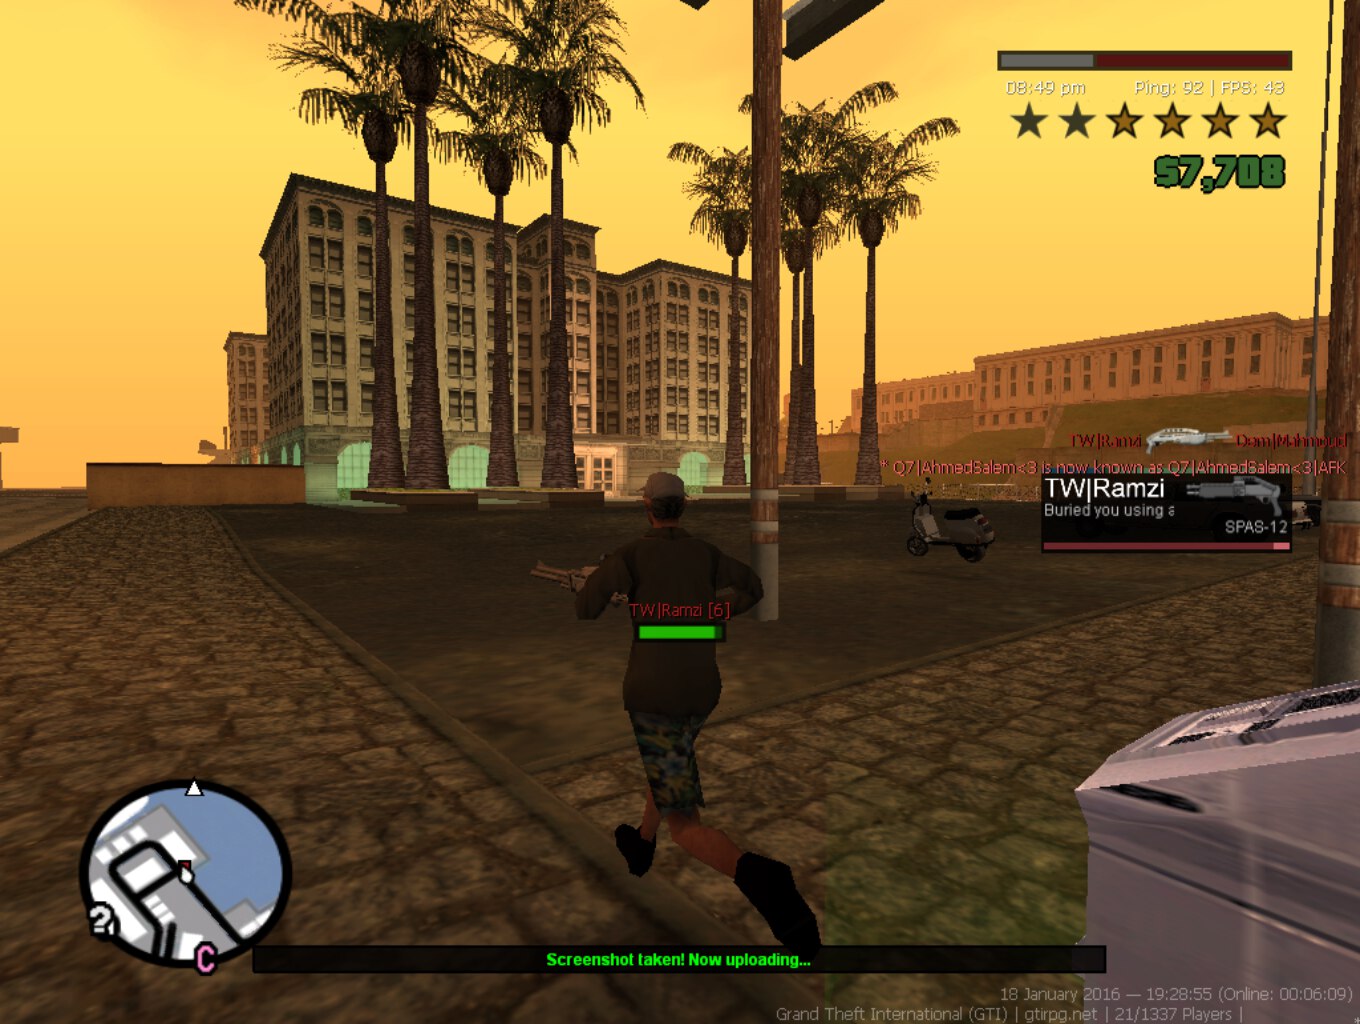 08:49 pm Ping: 92 | FPS: 43
$7,708
TW|Ramzi Dem|Mahmoud
* Q7|AhmedSalem<3 is now known as Q7|AhmedSalem<3|AFK
TW|Ramzi
Buried you using a
SPAS-12
TW|Ramzi [6]
?
C
Screenshot taken! Now uploading...
18 January 2016 — 19:28:55 (Online: 00:06:09)
Grand Theft International (GTI) | gtirpg.net | 21/1337 Players |